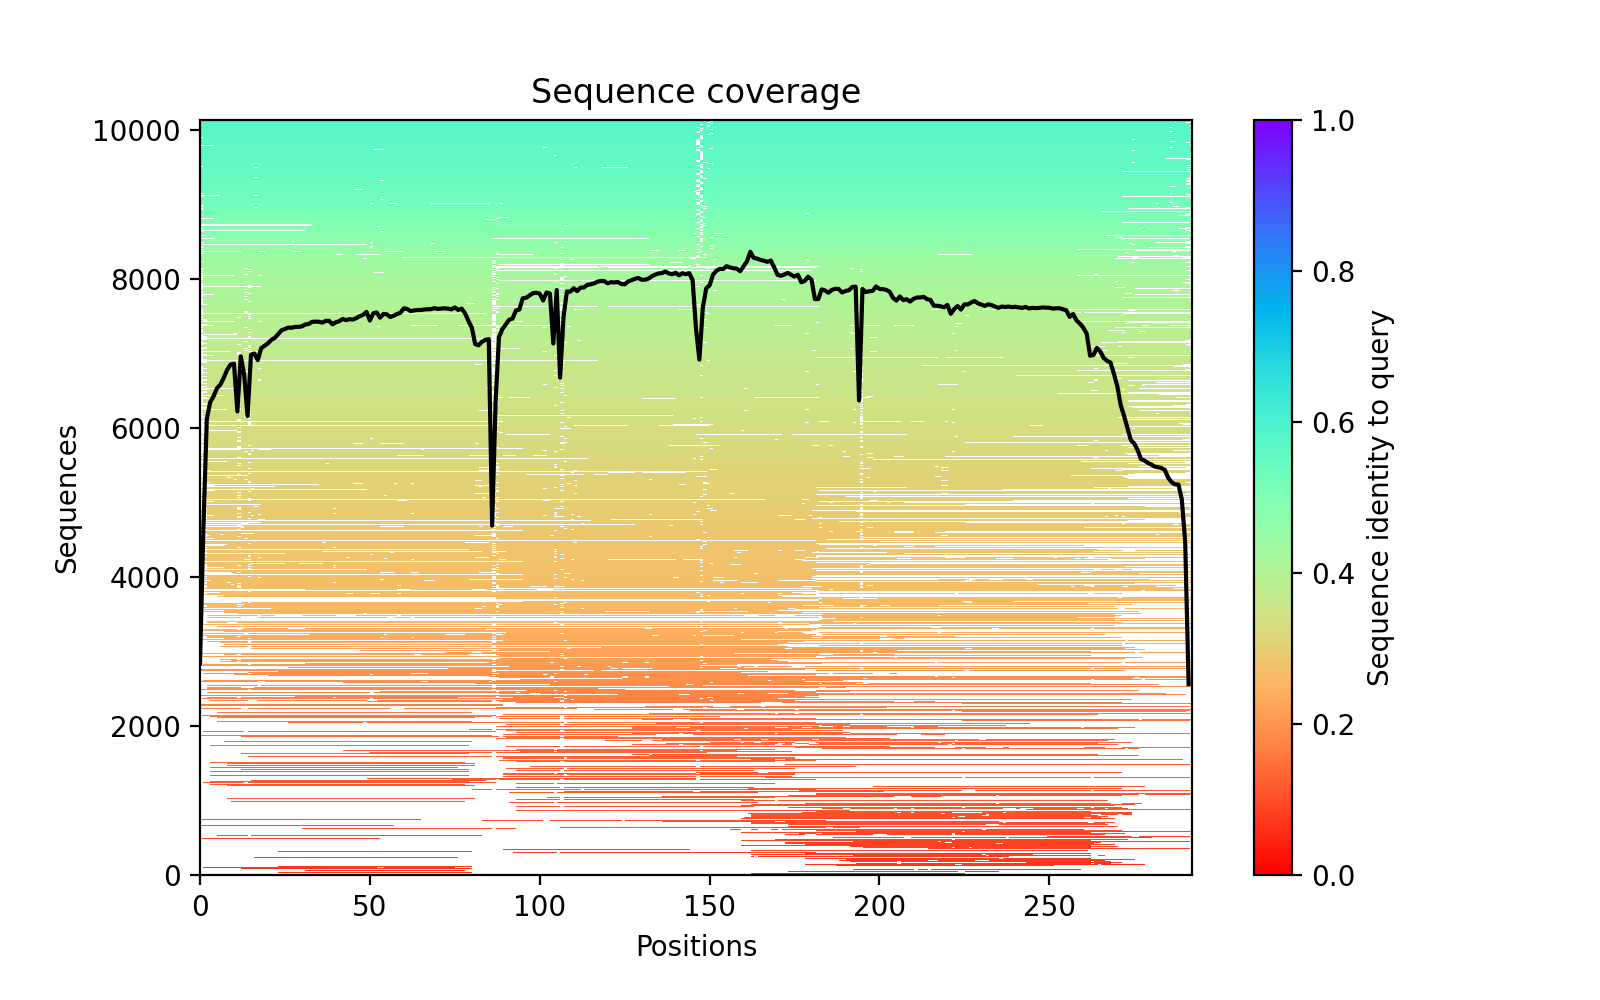 Sequence coverage
10000
8000
6000
4000
2000
0
Sequences
0 50 100 150 200 250
Positions
1.0
0.8
0.6
0.4
0.2
0.0
Sequence identity to query